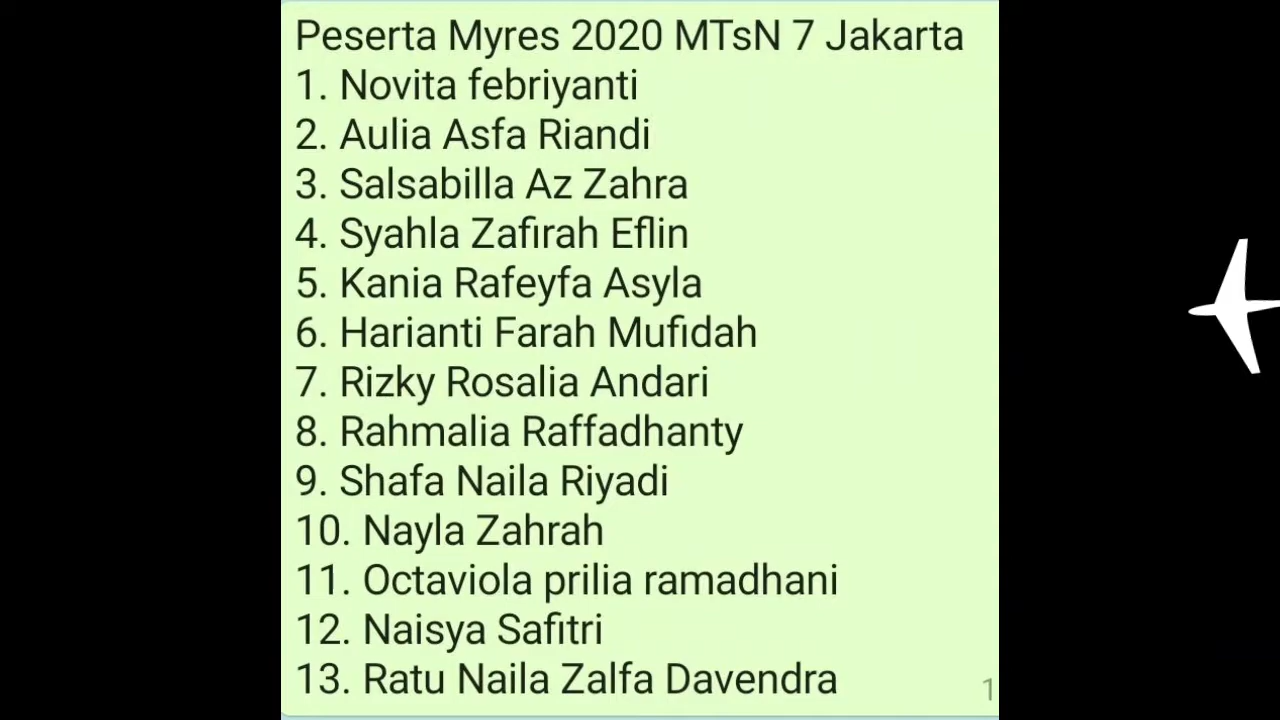 Peserta Myres 2020 MTsN 7 Jakarta
1. Novita febriyanti
2. Aulia Asfa Riandi
3. Salsabilla Az Zahra
4. Syahla Zafirah Eflin
5. Kania Rafeyfa Asyla
6. Harianti Farah Mufidah
7. Rizky Rosalia Andari
8. Rahmalia Raffadhanty
9. Shafa Naila Riyadi
10. Nayla Zahrah
11. Octaviola prilia ramadhani
12. Naisya Safitri
13. Ratu Naila Zalfa Davendra